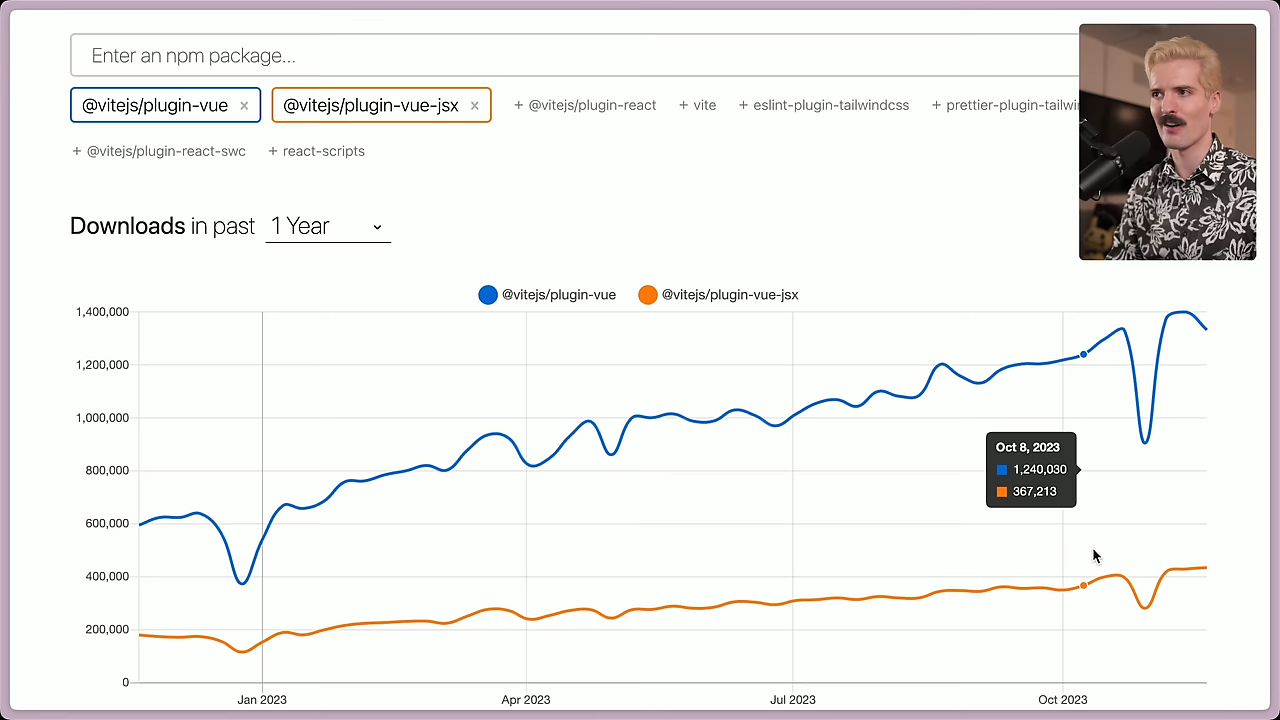 Enter an npm package...
@vitejs/plugin-vue × @vitejs/plugin-vue-jsx × + @vitejs/plugin-react + vite + eslint-plugin-tailwindcss + prettier-plugin-tailwi
+ @vitejs/plugin-react-swc + react-scripts
Downloads in past 1 Year
@vitejs/plugin-vue @vitejs/plugin-vue-jsx
1,400,000
1,200,000
1,000,000
800,000
600,000
400,000
200,000
0
Oct 8, 2023
1,240,030
367,213
Jan 2023 Apr 2023 Jul 2023 Oct 2023